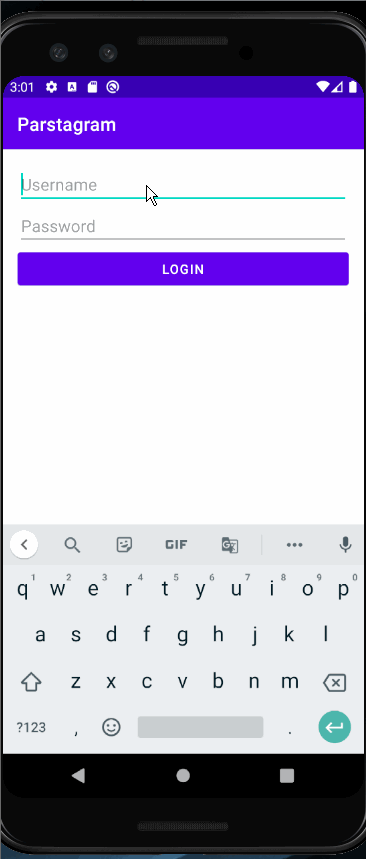 3:01
Parstagram
Username
Password
LOGIN
GIF
q1 w2 e3 r4 t5 y6 u7 i8 o9 p0
a s d f g h j k l
z x c v b n m
?123 , .